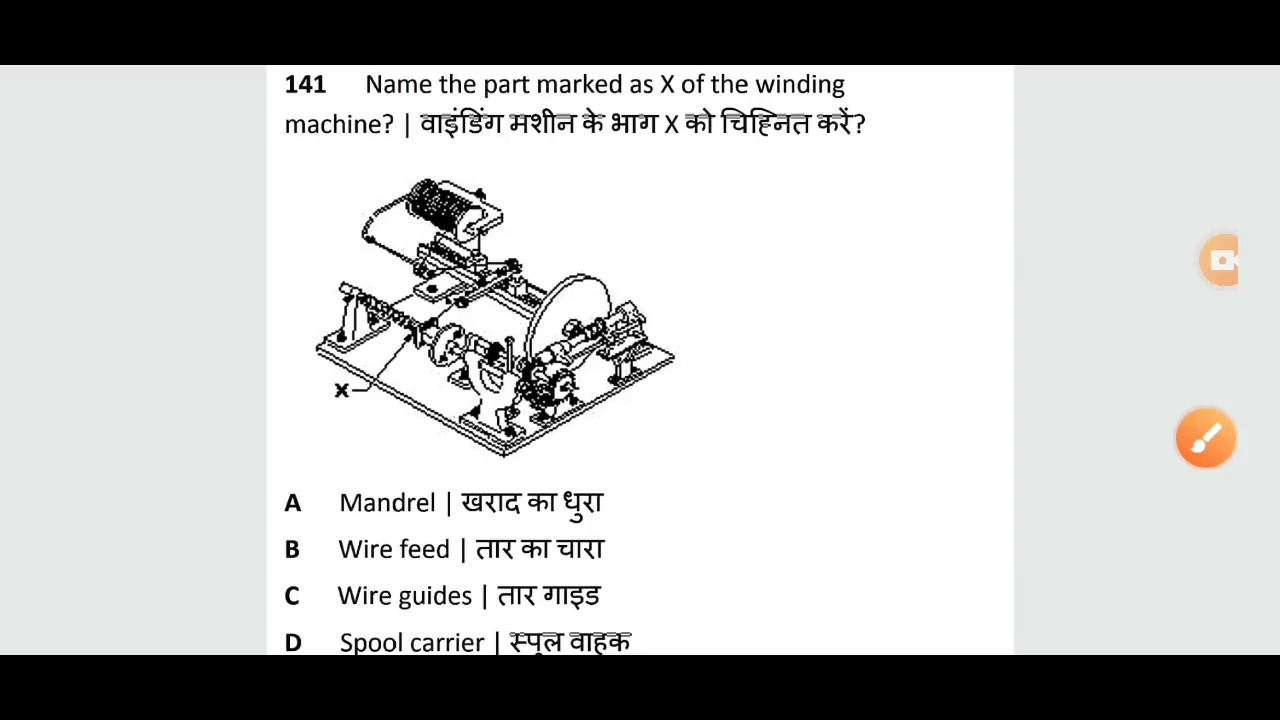 141 Name the part marked as X of the winding
machine? | वाइंडिंग मशीन के भाग X को चिह्नित करें?
X
A Mandrel | खराद का धुरा
B Wire feed | तार का चारा
C Wire guides | तार गाइड
D Spool carrier | स्पूल वाहक